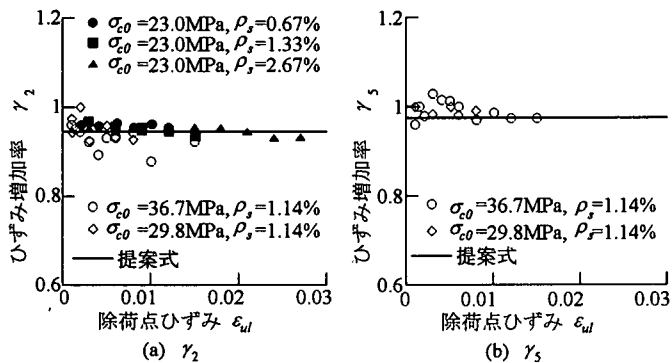 1.2
● σc0=23.0MPa, ρs=0.67%
■ σc0=23.0MPa, ρs=1.33%
▲ σc0=23.0MPa, ρs=2.67%
ひずみ増加率 γ2
1
0.8
0.6
○ σc0=36.7MPa, ρs=1.14%
◇ σc0=29.8MPa, ρs=1.14%
提案式
0 0.01 0.02 0.03
除荷点ひずみ εul
(a) γ2
1.2
ひずみ増加率 γ5
1
0.8
0.6
○ σc0=36.7MPa, ρs=1.14%
◇ σc0=29.8MPa, ρs=1.14%
提案式
0 0.01 0.02 0.03
除荷点ひずみ εul
(b) γ5